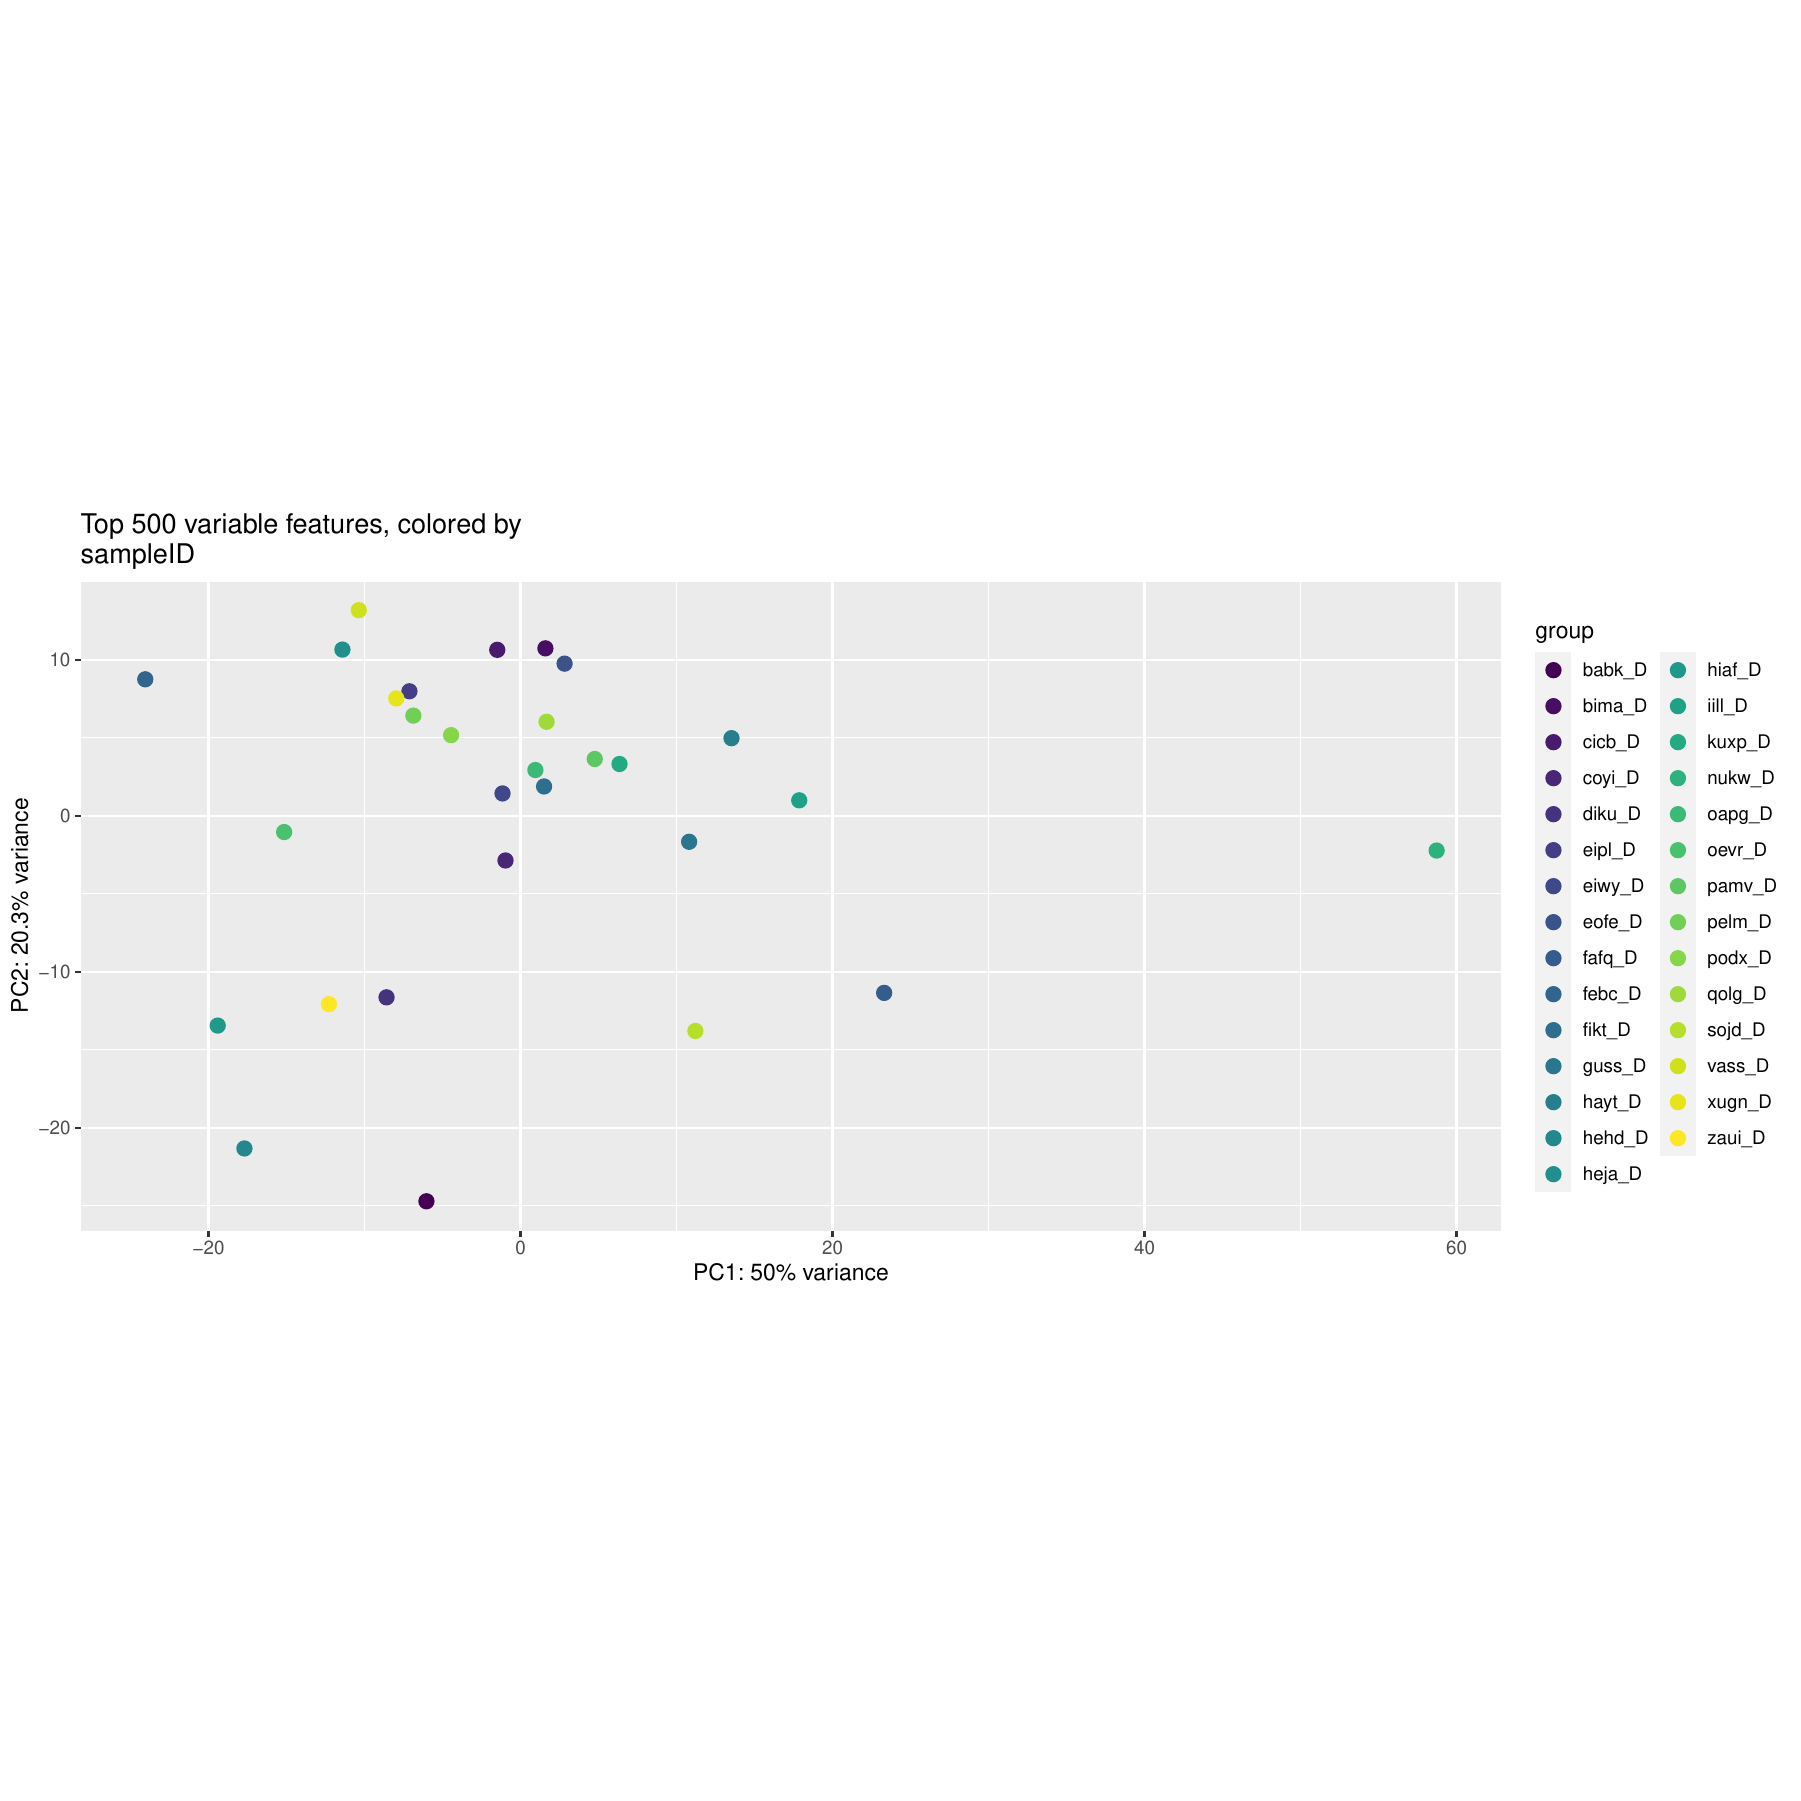 Top 500 variable features, colored by
sampleID
PC2: 20.3% variance
10
0
−10
−20
−20
0
20
40
60
PC1: 50% variance
group
babk_D
bima_D
cicb_D
coyi_D
diku_D
eipl_D
eiwy_D
eofe_D
fafq_D
febc_D
fikt_D
guss_D
hayt_D
hehd_D
heja_D
hiaf_D
iill_D
kuxp_D
nukw_D
oapg_D
oevr_D
pamv_D
pelm_D
podx_D
qolg_D
sojd_D
vass_D
xugn_D
zaui_D